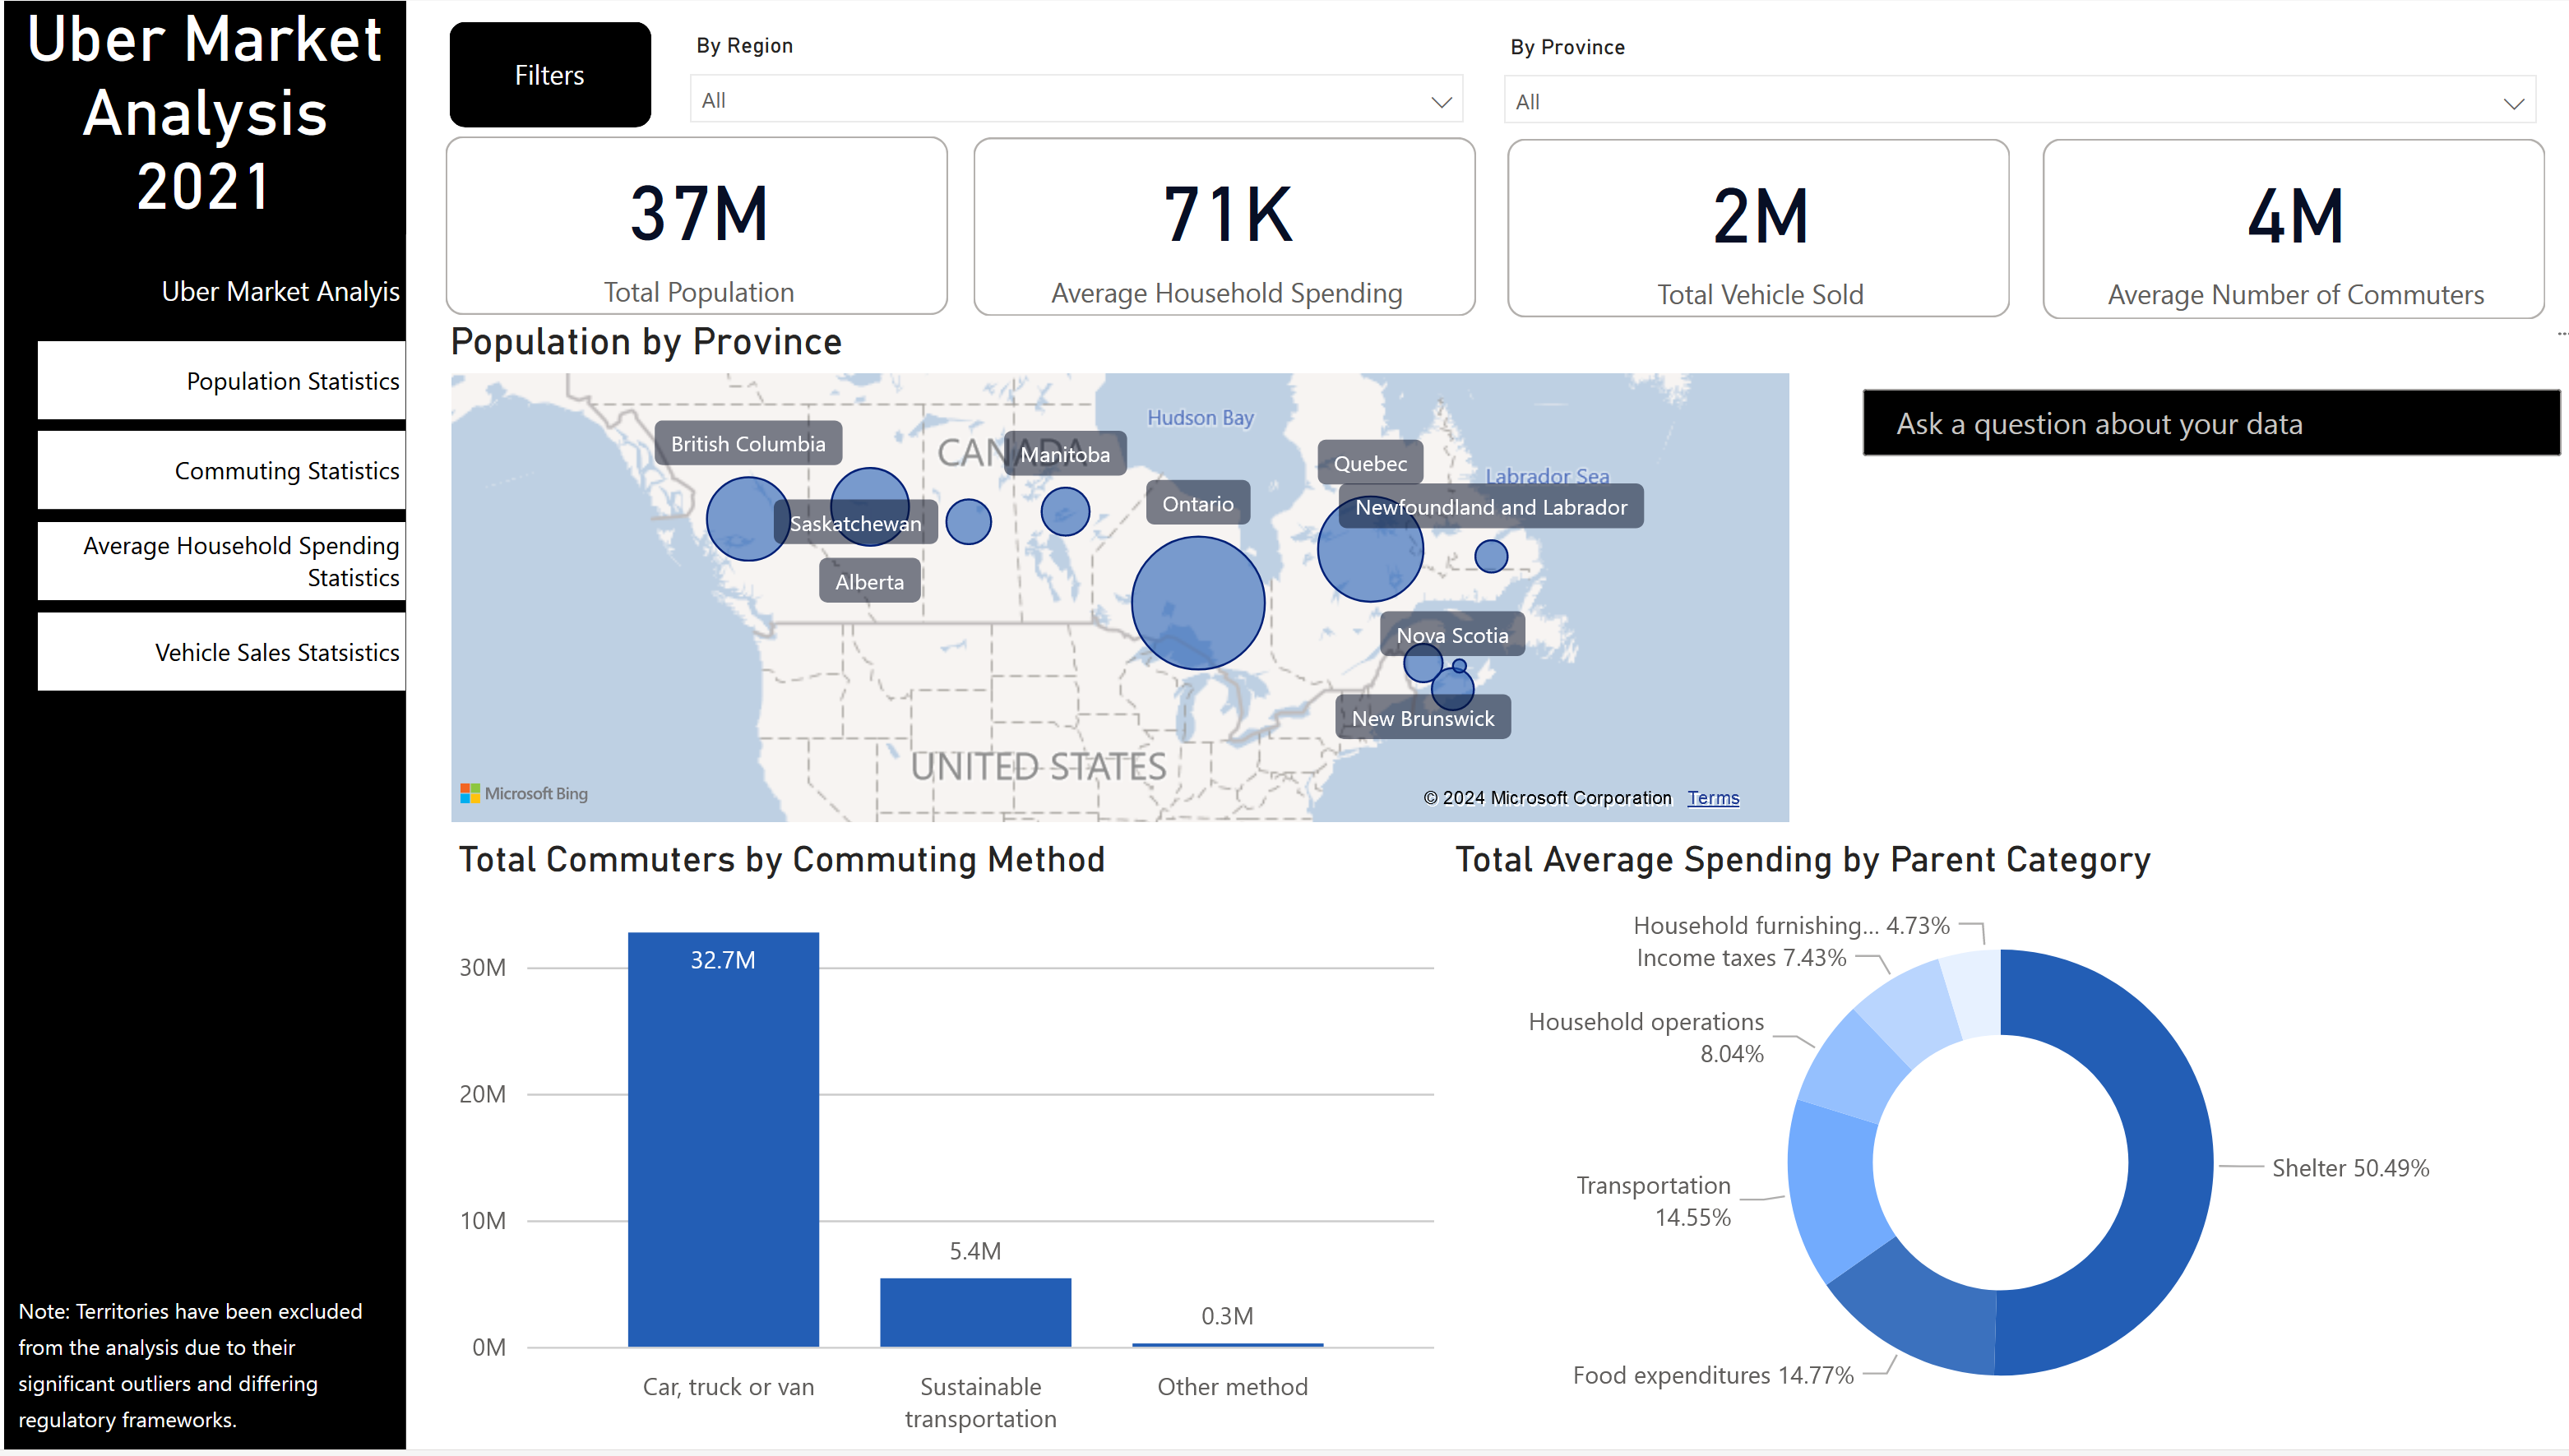 Uber Market
Analysis
2021
Uber Market Analyis
Population Statistics
Commuting Statistics
Average Household Spending
Statistics
Vehicle Sales Statsistics
Note: Territories have been excluded
from the analysis due to their
significant outliers and differing
regulatory frameworks.
Filters
By Region
All
By Province
All
37M
Total Population
71K
Average Household Spending
2M
Total Vehicle Sold
4M
Average Number of Commuters
Population by Province
Hudson Bay
British Columbia
CANADA
Manitoba
Quebec
Labrador Sea
Ontario
Newfoundland and Labrador
Saskatchewan
Alberta
Nova Scotia
New Brunswick
UNITED STATES
Microsoft Bing
© 2024 Microsoft Corporation Terms
Ask a question about your data
Total Commuters by Commuting Method
30M
20M
10M
0M
32.7M
5.4M
0.3M
Car, truck or van
Sustainable
transportation
Other method
Total Average Spending by Parent Category
Household furnishing... 4.73%
Income taxes 7.43%
Household operations
8.04%
Transportation
14.55%
Shelter 50.49%
Food expenditures 14.77%